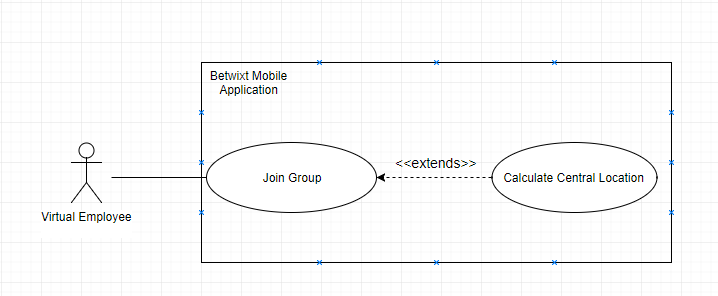 Betwixt Mobile
Application
<<extends>>
Join Group
Calculate Central Location
Virtual Employee